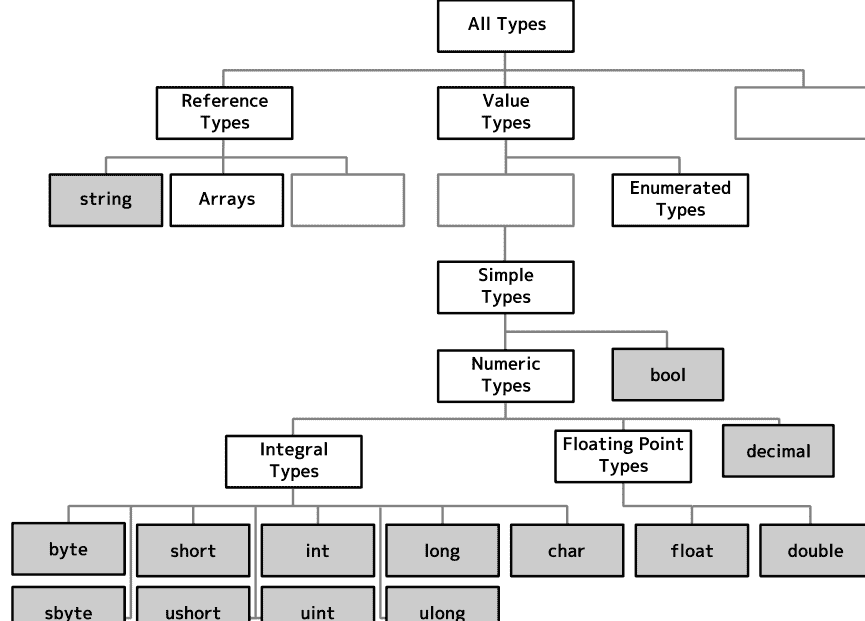 All Types
Reference
Types
Value
Types
string
Arrays
Enumerated
Types
Simple
Types
Numeric
Types
bool
Integral
Types
Floating Point
Types
decimal
byte
short
int
long
char
float
double
sbyte
ushort
uint
ulong